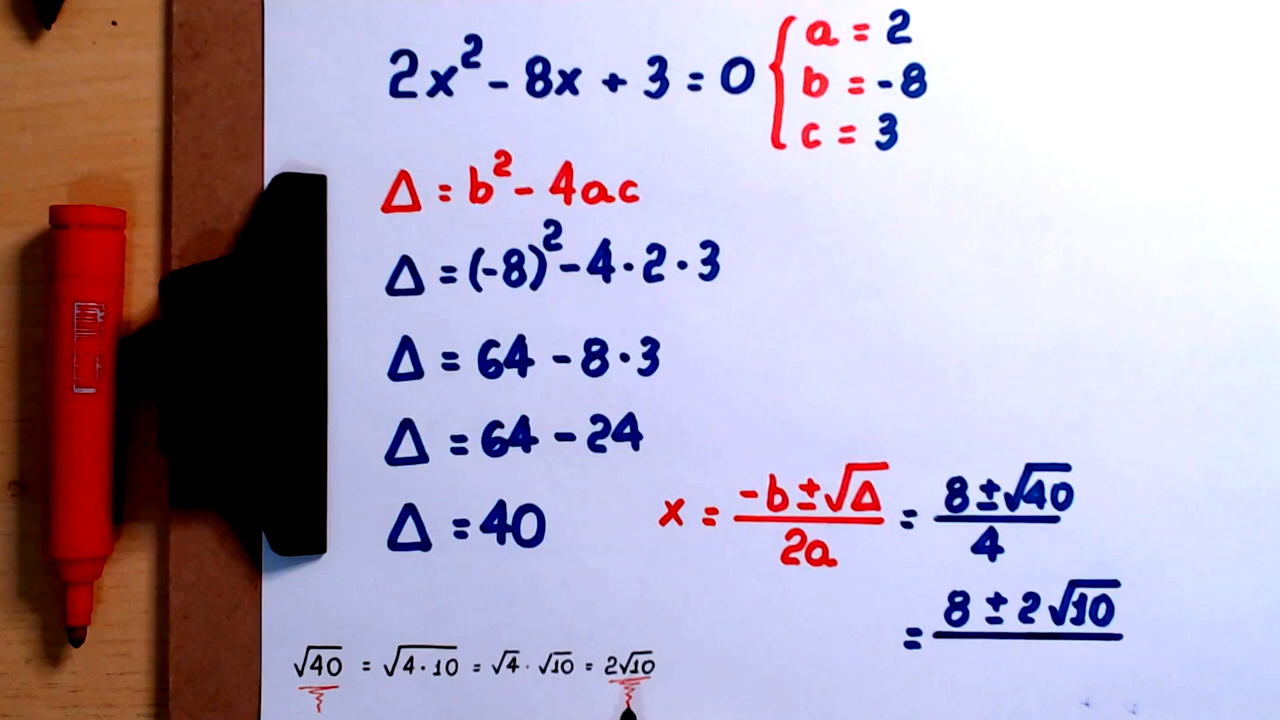 2x² - 8x + 3 = 0 { a = 2
b = -8
c = 3
Δ = b² - 4ac
Δ = (-8)² - 4 · 2 · 3
Δ = 64 - 8 · 3
Δ = 64 - 24
Δ = 40
x = (-b ± √Δ) / 2a = (8 ± √40) / 4
= 8 ± 2√10
√40 = √(4 · 10) = √4 · √10 = 2√10